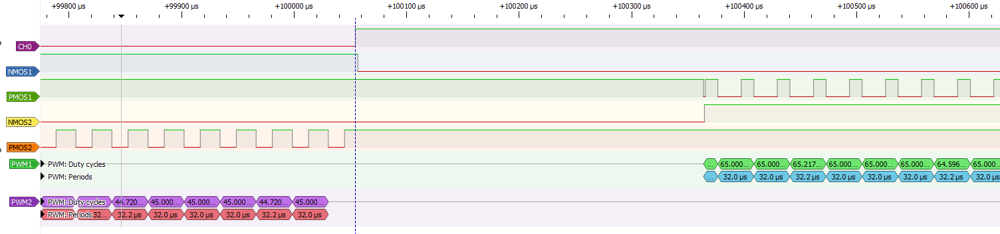 +99800 µs +99900 µs +100000 µs +100100 µs +100200 µs +100300 µs +100400 µs +100500 µs +100600 µs
CH0
NMOS1
PMOS1
NMOS2
PMOS2
PWM1 PWM: Duty cycles ... 65.000... 65.000... 65.217... 65.000... 65.000... 65.000... 64.596... 65.000...
PWM: Periods ... 32.0 µs 32.0 µs 32.2 µs 32.0 µs 32.0 µs 32.0 µs 32.2 µs 32.0 µs
PWM2 PWM: Duty cycles 44.720... 45.000... 45.000... 45.000... 44.720... 45.000...
PWM: Periods 32... 32.2 µs 32.0 µs 32.0 µs 32.0 µs 32.2 µs 32.0 µs